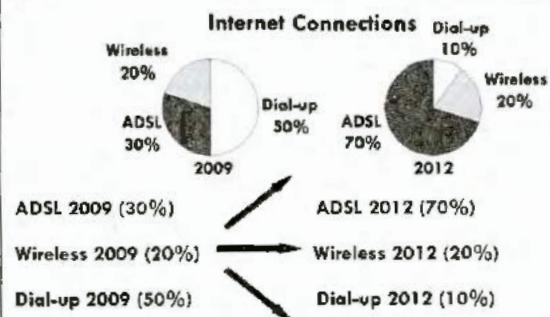 Internet Connections
Wireless
20%
ADSL
30%
Dial-up
50%
2009
Dial-up
10%
Wireless
20%
ADSL
70%
2012
ADSL 2009 (30%)
ADSL 2012 (70%)
Wireless 2009 (20%)
Wireless 2012 (20%)
Dial-up 2009 (50%)
Dial-up 2012 (10%)